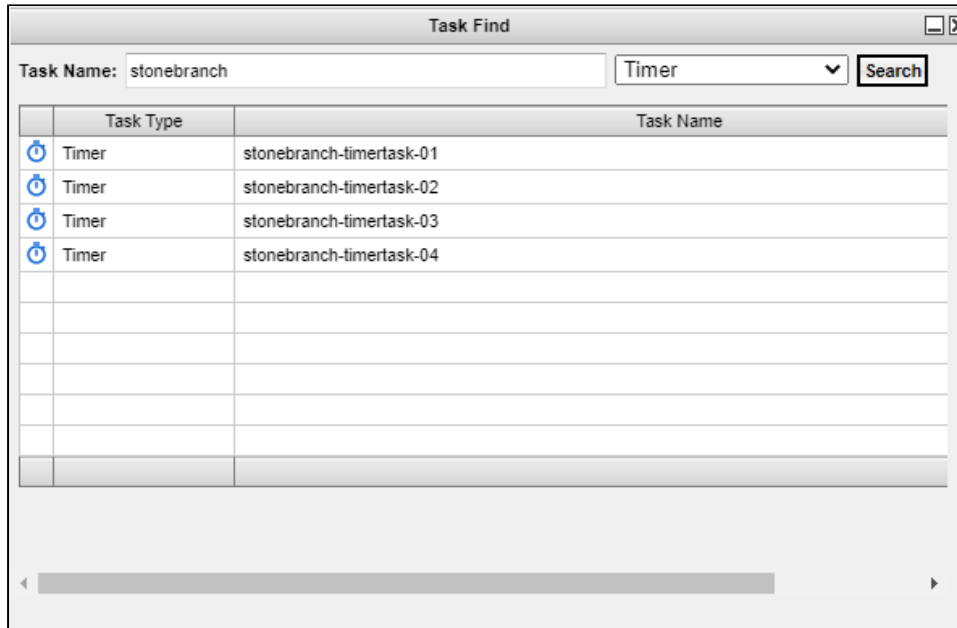 Task Find
Task Name: stonebranch Timer Search
Task Type Task Name
Timer stonebranch-timertask-01
Timer stonebranch-timertask-02
Timer stonebranch-timertask-03
Timer stonebranch-timertask-04